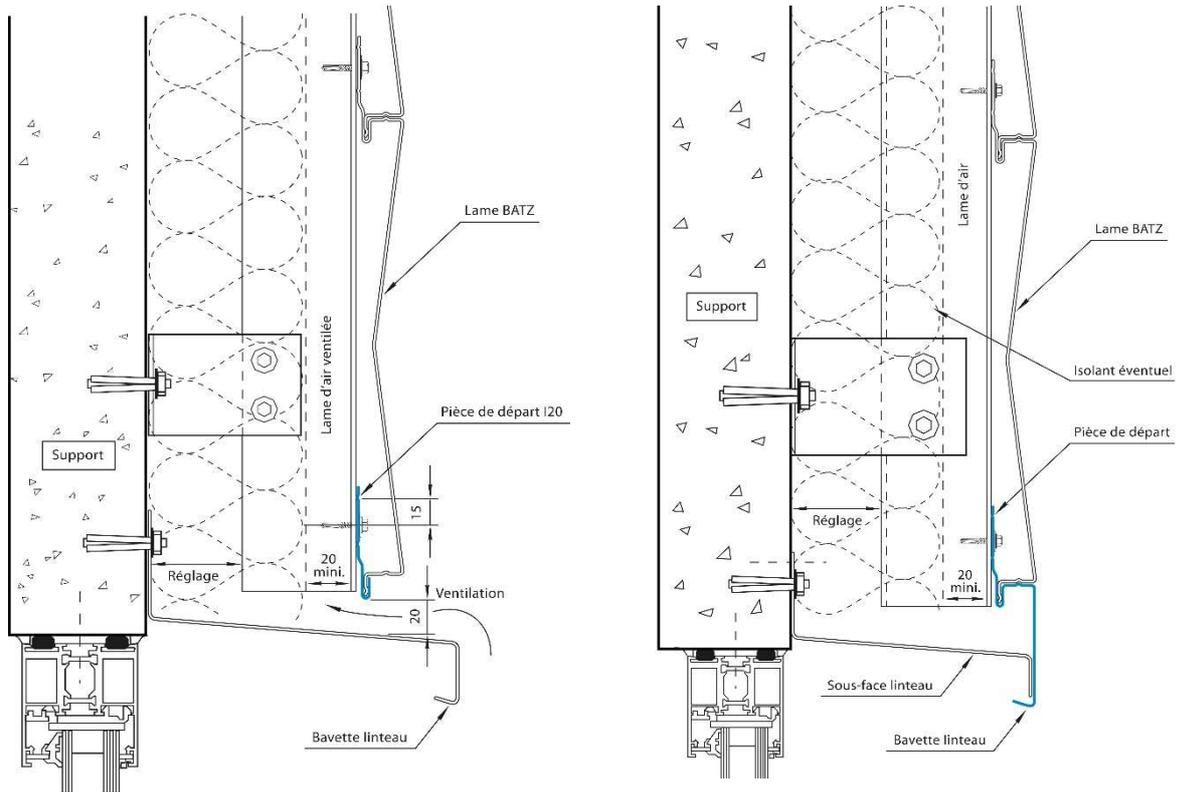 Lame BATZ
Lame d'air ventilée
Pièce de départ I20
Support
15
Réglage
20
mini.
Ventilation
20
Bavette linteau
Lame d'air
Lame BATZ
Support
Isolant éventuel
Pièce de départ
Réglage
20
mini.
Sous-face linteau
Bavette linteau